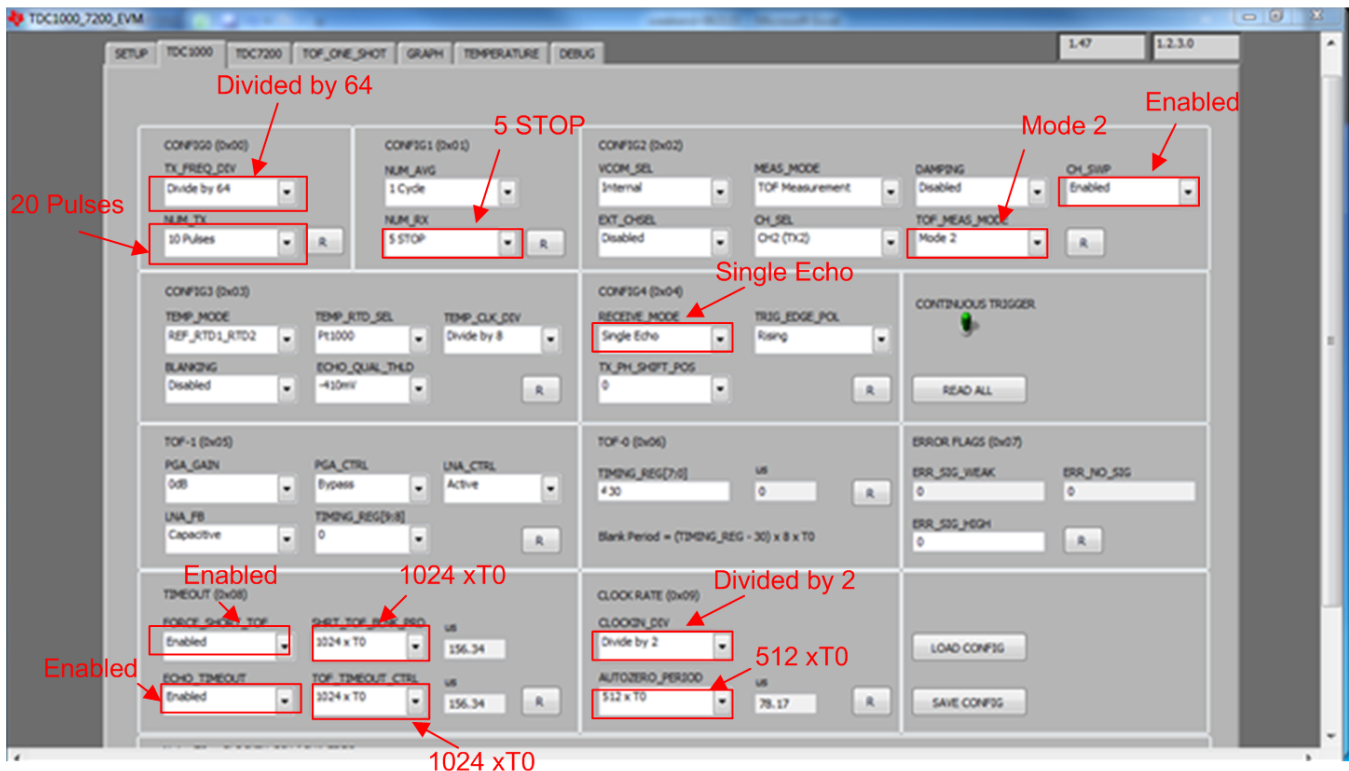 TDC1000_7200_EVM
SETUP TDC1000 TDC7200 TOF_ONE_SHOT GRAPH TEMPERATURE DEBUG
1.47 1.2.3.0
Divided by 64
5 STOP
Mode 2
Enabled
20 Pulses
CONFIG0 (0x00)
TX_FREQ_DIV
Divide by 64
NUM_TX
10 Pulses
R
CONFIG1 (0x01)
NUM_AVG
1 Cycle
NUM_RX
5 STOP
R
CONFIG2 (0x02)
VCOM_SEL MEAS_MODE DAMPING CH_SWP
Internal TOF Measurement Disabled Enabled
EXT_CHSEL CH_SEL TOF_MEAS_MODE
Disabled CH2 (TX2) Mode 2 R
CONFIG3 (0x03)
TEMP_MODE TEMP_RTD_SEL TEMP_CLK_DIV
REF_RTD1_RTD2 Pt1000 Divide by 8
BLANKING ECHO_QUAL_THLD
Disabled -410mV R
Single Echo
CONFIG4 (0x04)
RECEIVE_MODE TRIG_EDGE_POL
Single Echo Rising
TX_PH_SHIFT_POS
0 R
CONTINUOUS TRIGGER
READ ALL
TOF-1 (0x05)
PGA_GAIN PGA_CTRL LNA_CTRL
0dB Bypass Active
LNA_FB TIMING_REG[9:8]
Capacitive 0 R
TOF-0 (0x06)
TIMING_REG[7:0] us
30 0 R
Blank Period = (TIMING_REG - 30) x 8 x T0
ERROR FLAGS (0x07)
ERR_SIG_WEAK ERR_NO_SIG
0 0
ERR_SIG_HIGH
0 R
Enabled
1024 xT0
TIMEOUT (0x08)
FORCE_SHORT_TOF SHRT_TOF_BLNK_PRD us
Enabled 1024 x T0 156.34
Enabled
ECHO_TIMEOUT TOF_TIMEOUT_CTRL us
Enabled 1024 x T0 156.34 R
1024 xT0
Divided by 2
CLOCK RATE (0x09)
CLOCKIN_DIV
Divide by 2
512 xT0
AUTOZERO_PERIOD us
512 x T0 78.17 R
LOAD CONFIG
SAVE CONFIG